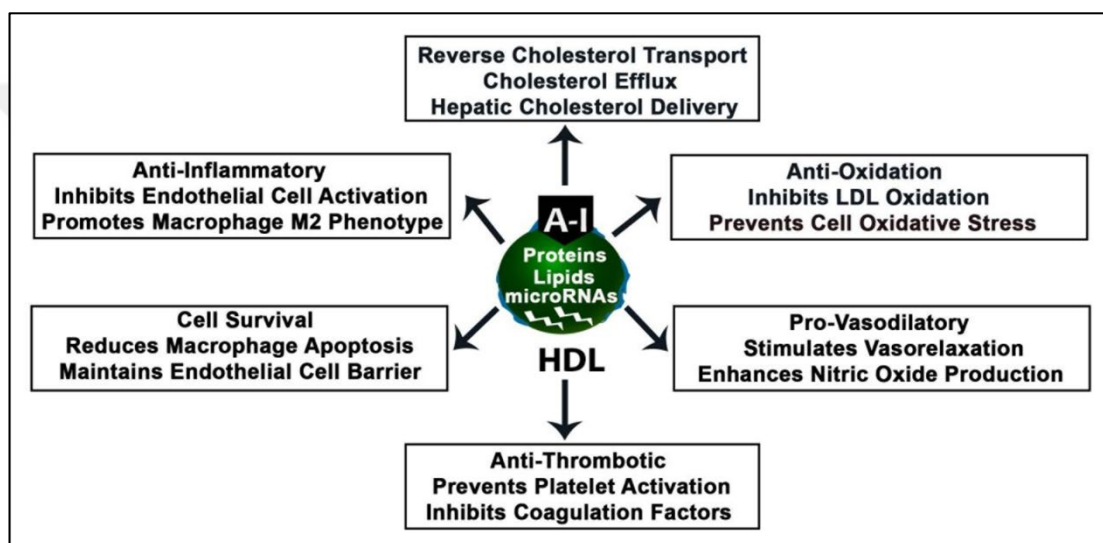 Reverse Cholesterol Transport
Cholesterol Efflux
Hepatic Cholesterol Delivery
Anti-Inflammatory
Inhibits Endothelial Cell Activation
Promotes Macrophage M2 Phenotype
Anti-Oxidation
Inhibits LDL Oxidation
Prevents Cell Oxidative Stress
A-I
Proteins
Lipids
microRNAs
HDL
Cell Survival
Reduces Macrophage Apoptosis
Maintains Endothelial Cell Barrier
Pro-Vasodilatory
Stimulates Vasorelaxation
Enhances Nitric Oxide Production
Anti-Thrombotic
Prevents Platelet Activation
Inhibits Coagulation Factors